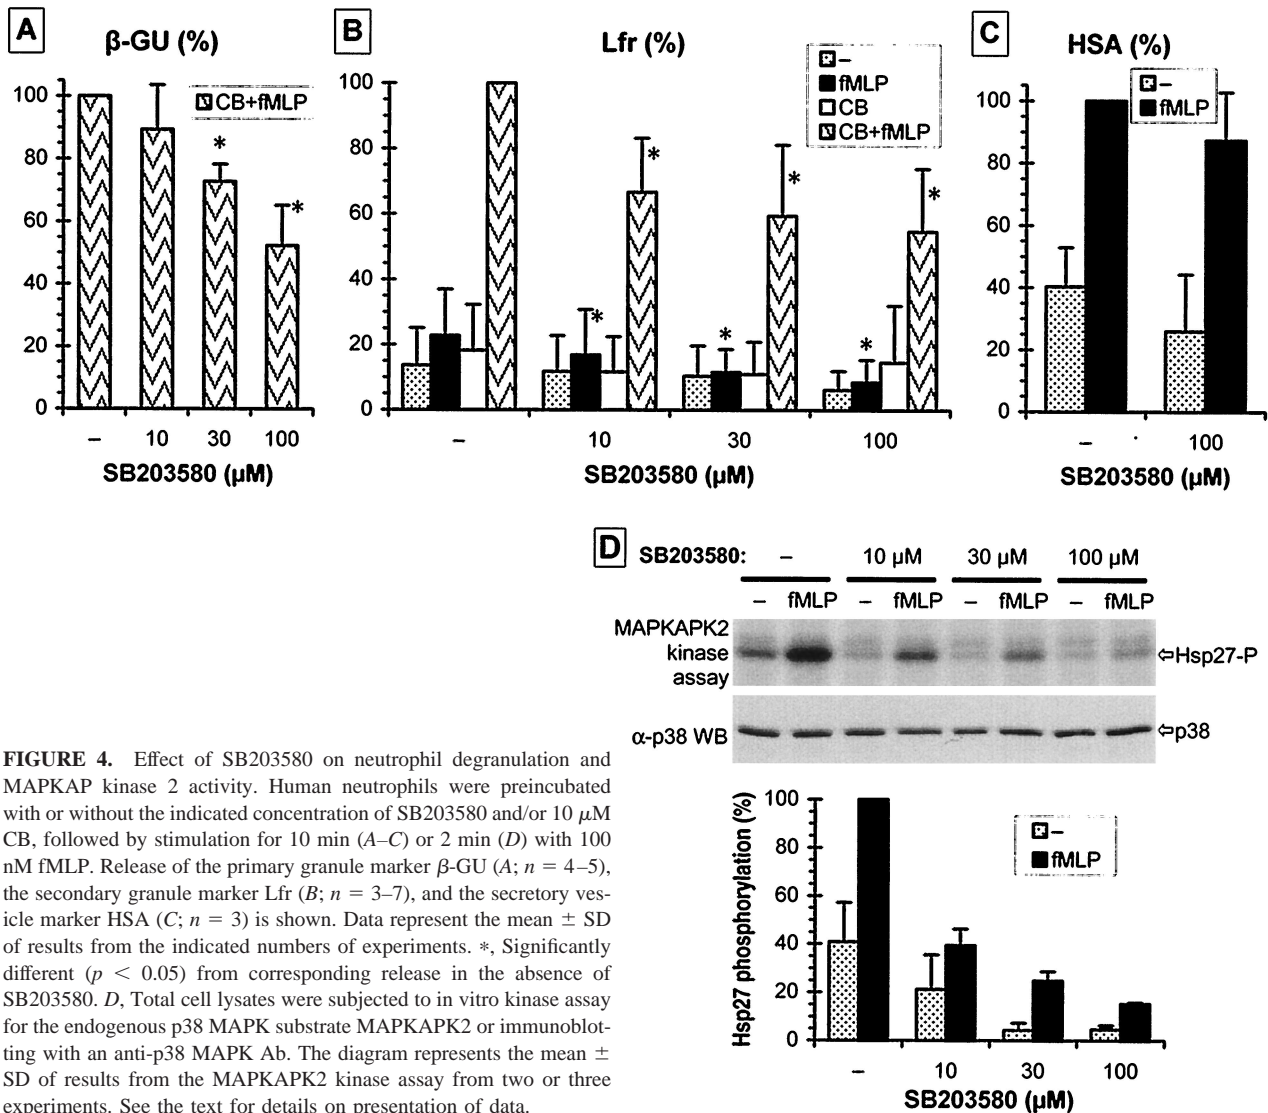 A
β-GU (%)
CB+fMLP
100
80
60
40
20
0
*
*
– 10 30 100
SB203580 (µM)
B
Lfr (%)
–
fMLP
CB
CB+fMLP
100
80
60
40
20
0
* * * * * *
– 10 30 100
SB203580 (µM)
C
HSA (%)
–
fMLP
100
80
60
40
20
0
– 100
SB203580 (µM)
D
SB203580: – 10 µM 30 µM 100 µM
– fMLP – fMLP – fMLP – fMLP
MAPKAPK2
kinase
assay
⇦Hsp27-P
α-p38 WB
⇦p38
Hsp27 phosphorylation (%)
100
80
60
40
20
0
–
fMLP
– 10 30 100
SB203580 (µM)
FIGURE 4. Effect of SB203580 on neutrophil degranulation and
MAPKAP kinase 2 activity. Human neutrophils were preincubated
with or without the indicated concentration of SB203580 and/or 10 µM
CB, followed by stimulation for 10 min (A–C) or 2 min (D) with 100
nM fMLP. Release of the primary granule marker β-GU (A; n = 4–5),
the secondary granule marker Lfr (B; n = 3–7), and the secretory ves-
icle marker HSA (C; n = 3) is shown. Data represent the mean ± SD
of results from the indicated numbers of experiments. *, Significantly
different (p < 0.05) from corresponding release in the absence of
SB203580. D, Total cell lysates were subjected to in vitro kinase assay
for the endogenous p38 MAPK substrate MAPKAPK2 or immunoblot-
ting with an anti-p38 MAPK Ab. The diagram represents the mean ±
SD of results from the MAPKAPK2 kinase assay from two or three
experiments. See the text for details on presentation of data.